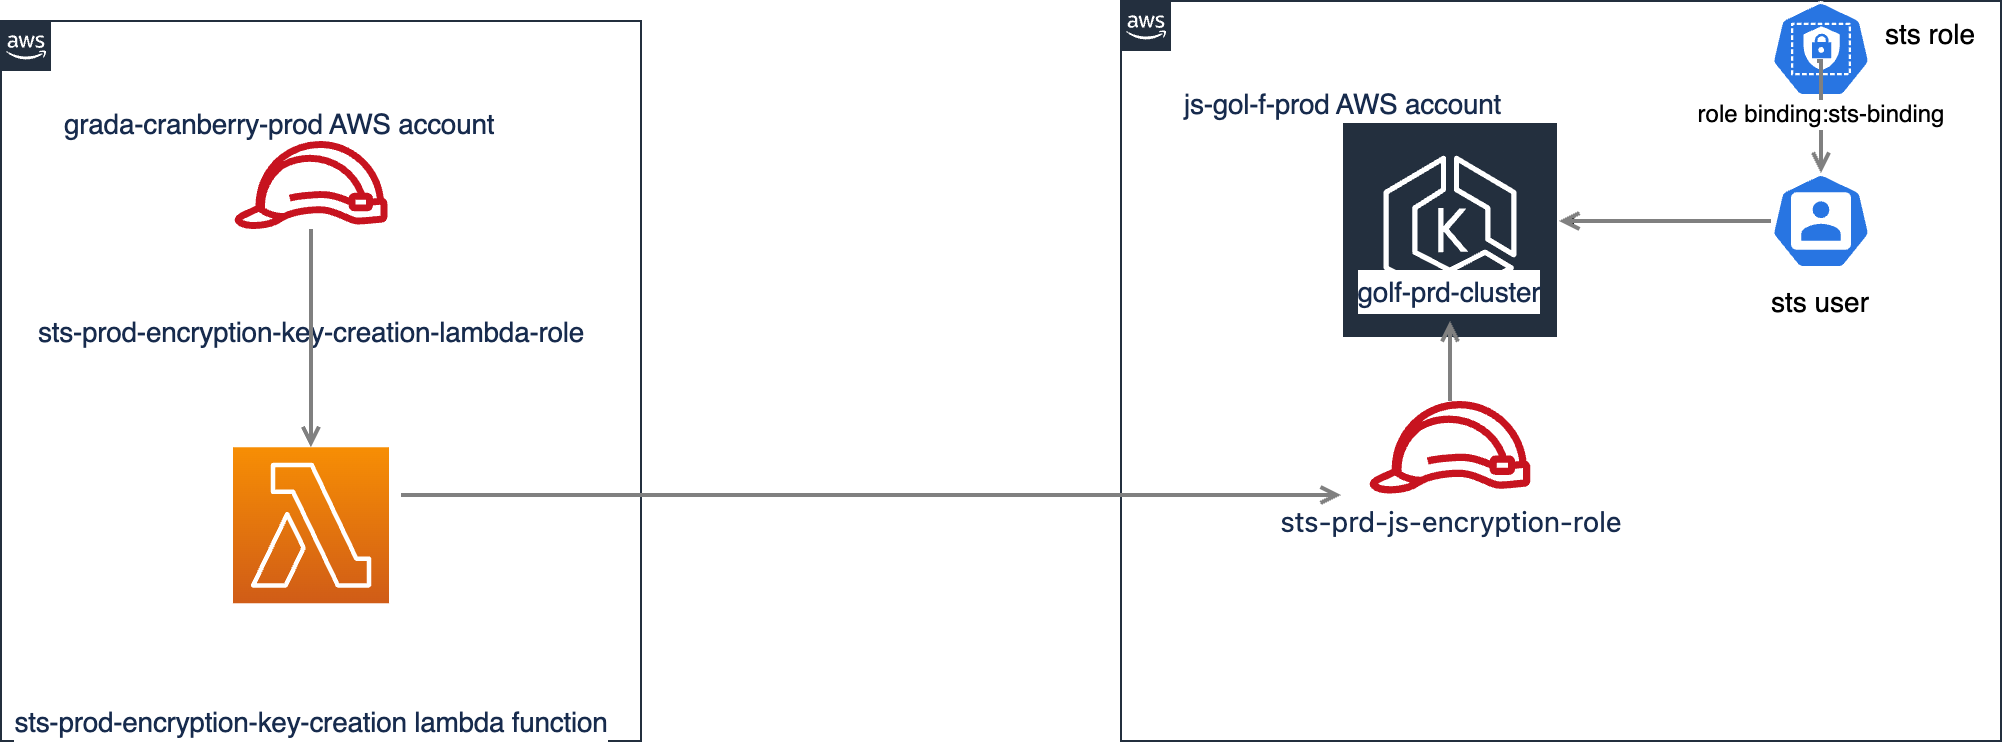 aws
grada-cranberry-prod AWS account
sts-prod-encryption-key-creation-lambda-role
sts-prod-encryption-key-creation lambda function
aws
sts role
js-gol-f-prod AWS account
role binding:sts-binding
K
golf-prd-cluster
sts user
sts-prd-js-encryption-role